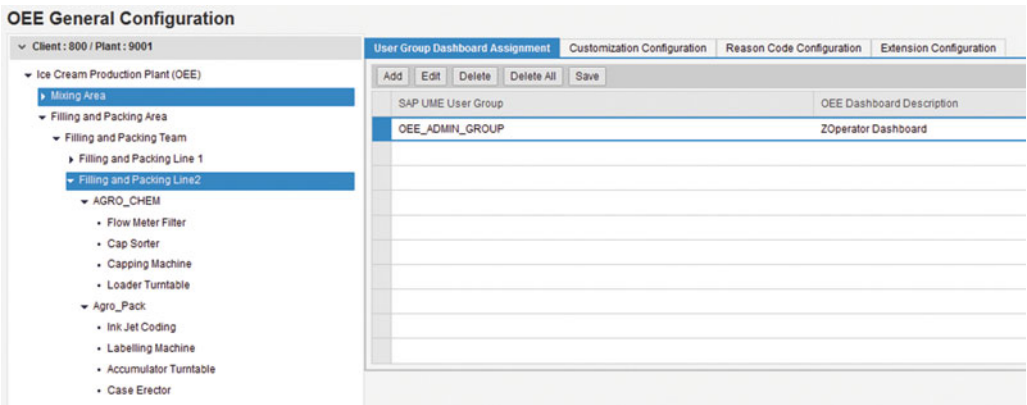 OEE General Configuration
Client : 800 / Plant : 9001
Ice Cream Production Plant (OEE)
Mixing Area
Filling and Packing Area
Filling and Packing Team
Filling and Packing Line 1
Filling and Packing Line2
AGRO_CHEM
Flow Meter Filter
Cap Sorter
Capping Machine
Loader Turntable
Agro_Pack
Ink Jet Coding
Labelling Machine
Accumulator Turntable
Case Erector
User Group Dashboard Assignment Customization Configuration Reason Code Configuration Extension Configuration
Add Edit Delete Delete All Save
SAP UME User Group OEE Dashboard Description
OEE_ADMIN_GROUP ZOperator Dashboard